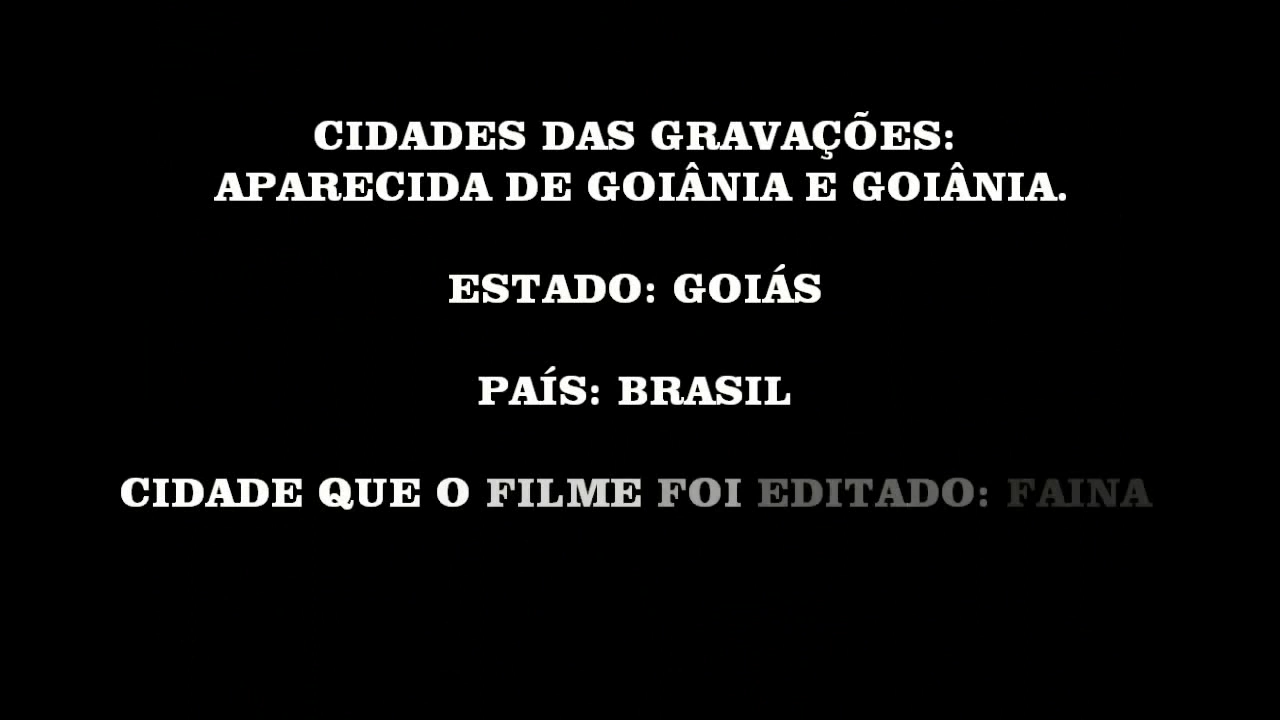 CIDADES DAS GRAVAÇÕES:
APARECIDA DE GOIÂNIA E GOIÂNIA.
ESTADO: GOIÁS
PAÍS: BRASIL
CIDADE QUE O FILME FOI EDITADO: FAINA